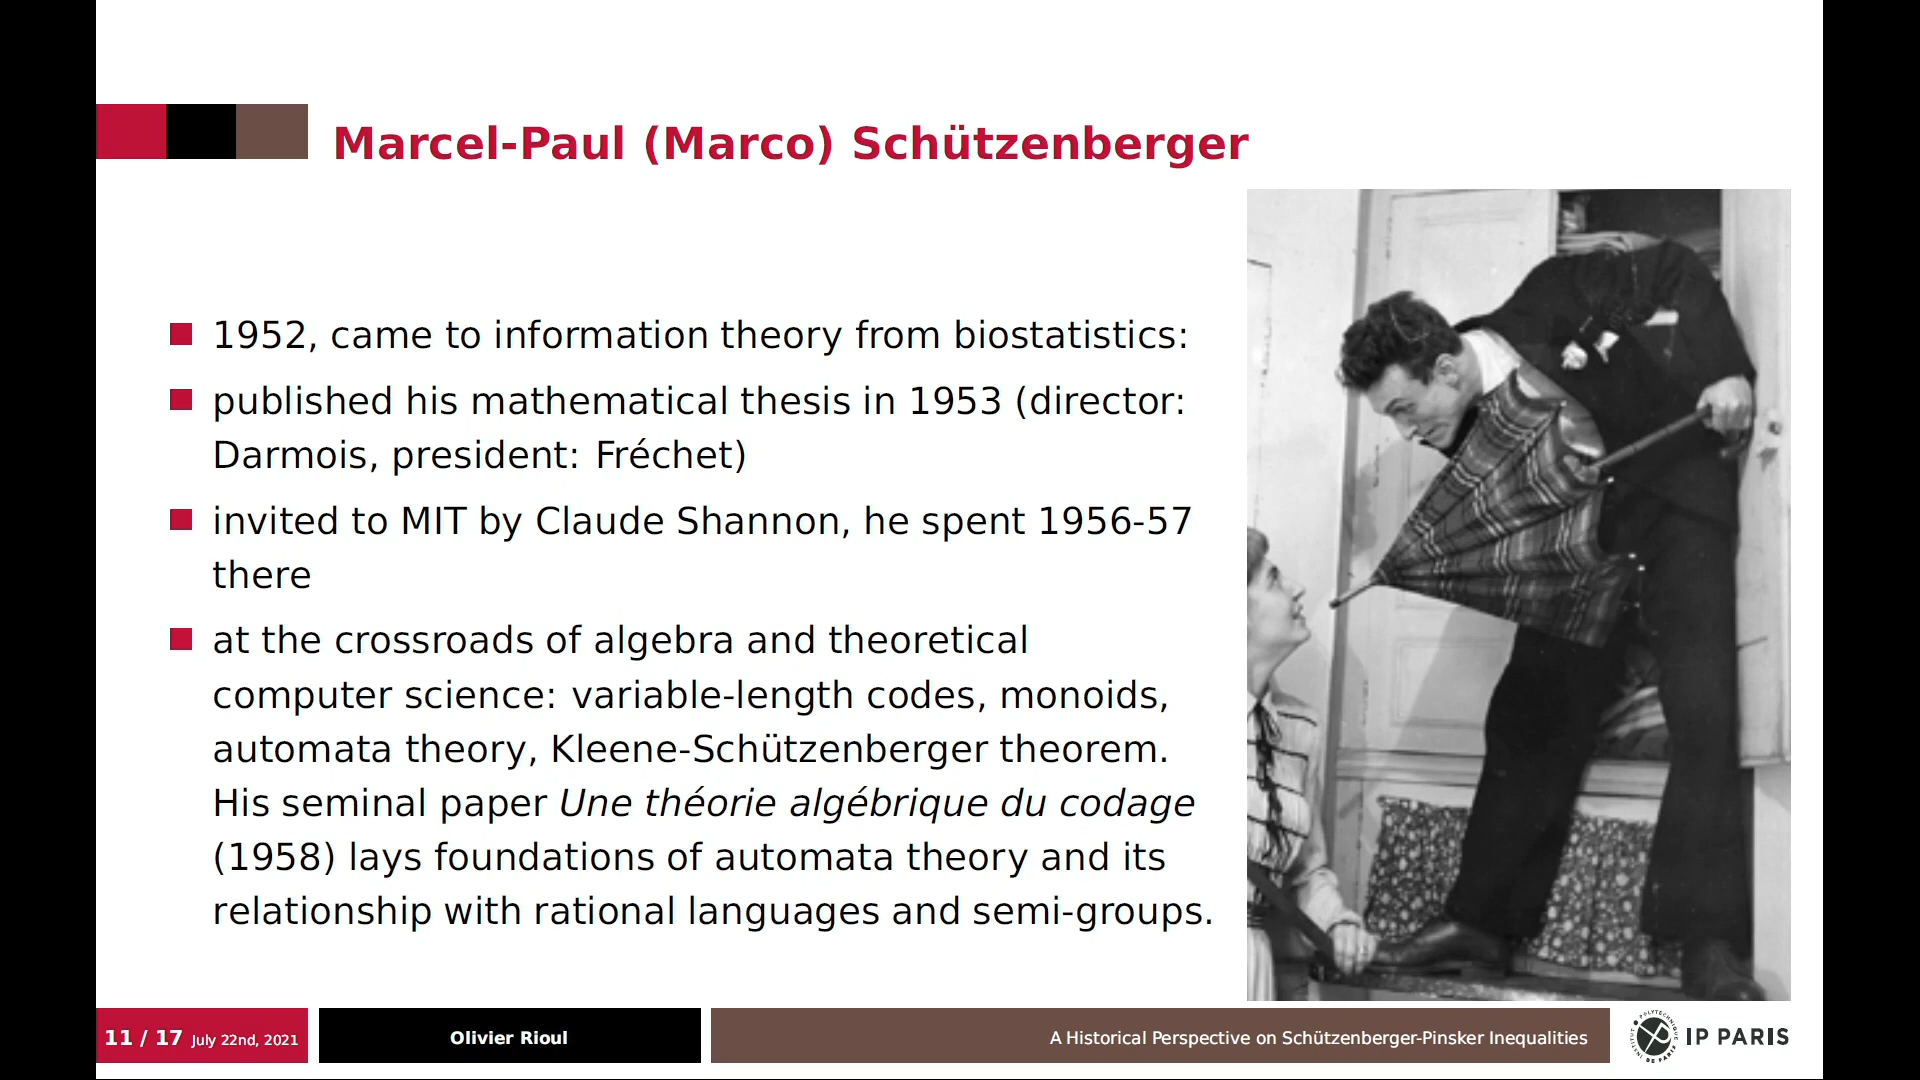 Marcel-Paul (Marco) Schützenberger
1952, came to information theory from biostatistics:
published his mathematical thesis in 1953 (director:
Darmois, president: Fréchet)
invited to MIT by Claude Shannon, he spent 1956-57
there
at the crossroads of algebra and theoretical
computer science: variable-length codes, monoids,
automata theory, Kleene-Schützenberger theorem.
His seminal paper Une théorie algébrique du codage
(1958) lays foundations of automata theory and its
relationship with rational languages and semi-groups.
11 / 17 July 22nd, 2021
Olivier Rioul
A Historical Perspective on Schützenberger-Pinsker Inequalities
INSTITUT POLYTECHNIQUE DE PARIS
IP PARIS